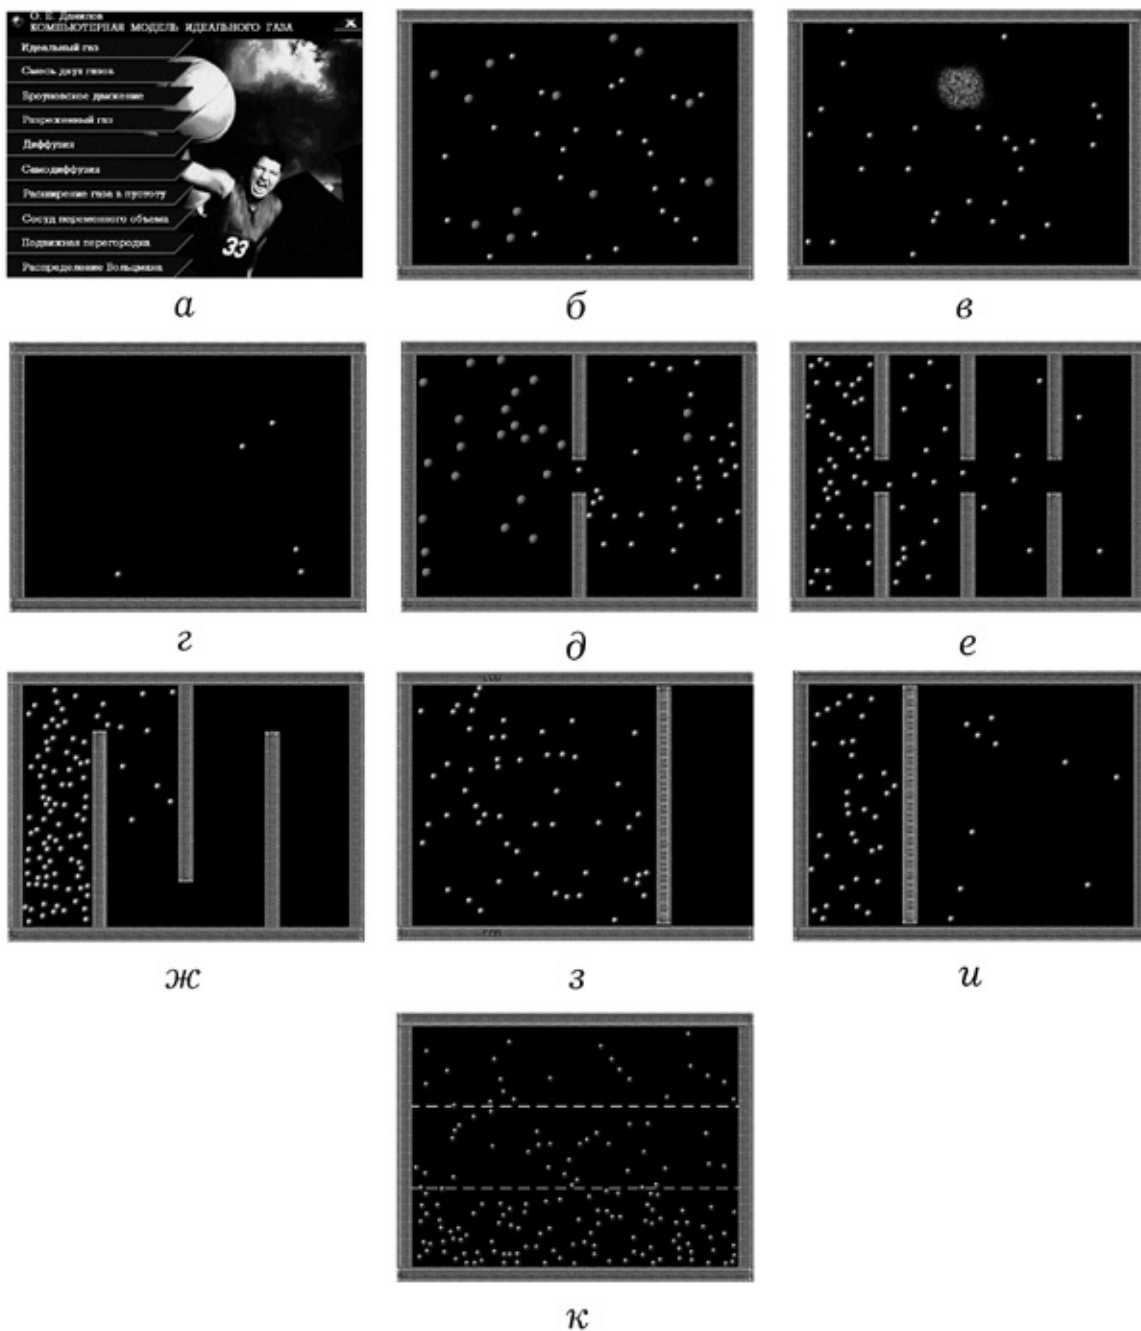 О. Е. Данилов
КОМПЬЮТЕРНАЯ МОДЕЛЬ ИДЕАЛЬНОГО ГАЗА
Идеальный газ
Смесь двух газов
Броуновское движение
Разреженный газ
Диффузия
Самодиффузия
Расширение газа в пустоту
Сосуд переменного объема
Подвижная перегородка
Распределение Больцмана
33
а
б
в
г
д
е
ж
з
и
к